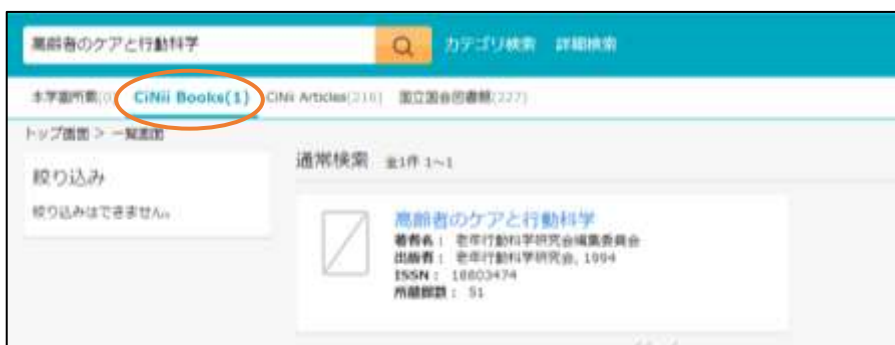 高齢者のケアと行動科学
カテゴリ検索 詳細検索
本学園所蔵(0) CiNii Books(1) CiNii Articles(216) 国立国会図書館(227)
トップ画面 > 一覧画面
絞り込み
絞り込みはできません。
通常検索 全1件 1~1
高齢者のケアと行動科学
著者名: 老年行動科学研究会編集委員会
出版者: 老年行動科学研究会, 1994
ISSN: 18803474
所蔵館数: 51